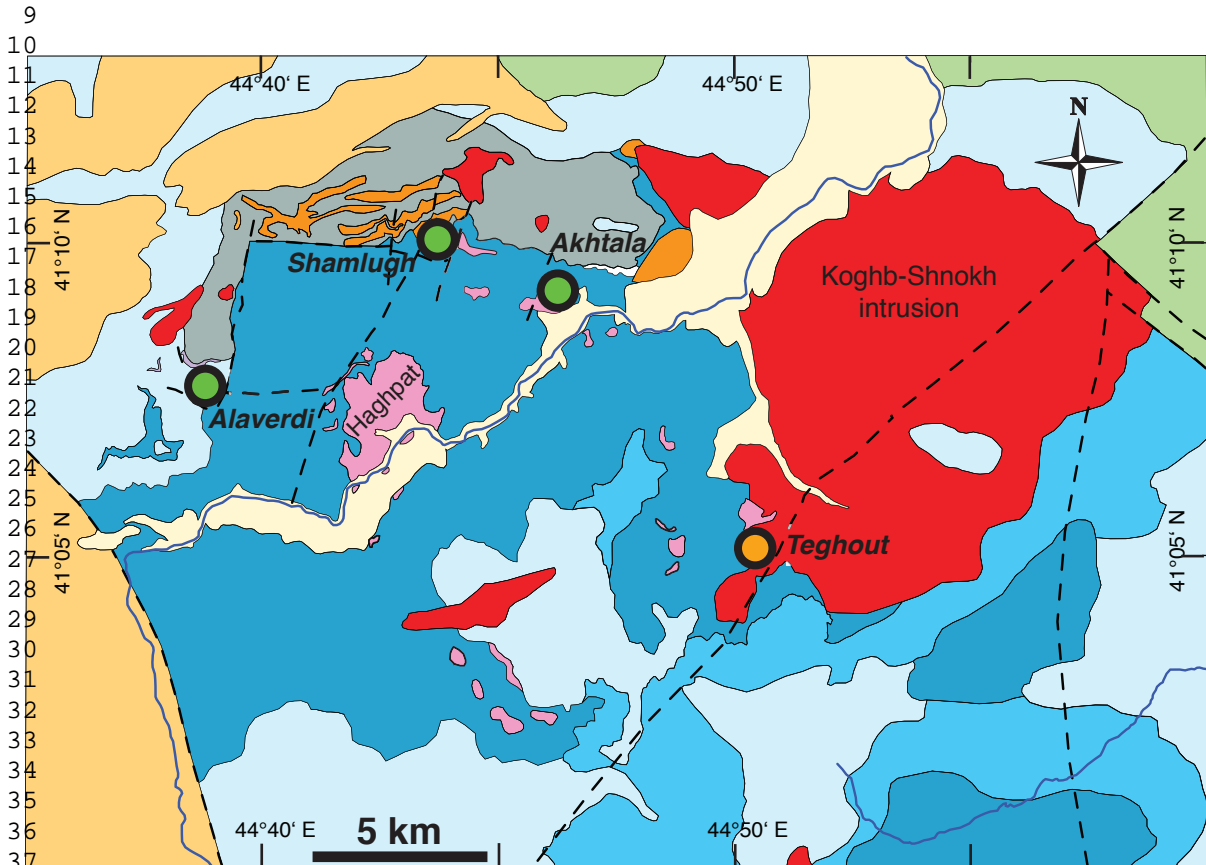 9
10
11
12
13
14
15
16
17
18
19
20
21
22
23
24
25
26
27
28
29
30
31
32
33
34
35
36
37
44°40‘ E
44°50‘ E
N
41°10‘ N
41°10‘ N
Shamlugh
Akhtala
Koghb-Shnokh
intrusion
Haghpat
Alaverdi
41°05‘ N
41°05‘ N
Teghout
44°40‘ E
5 km
44°50‘ E